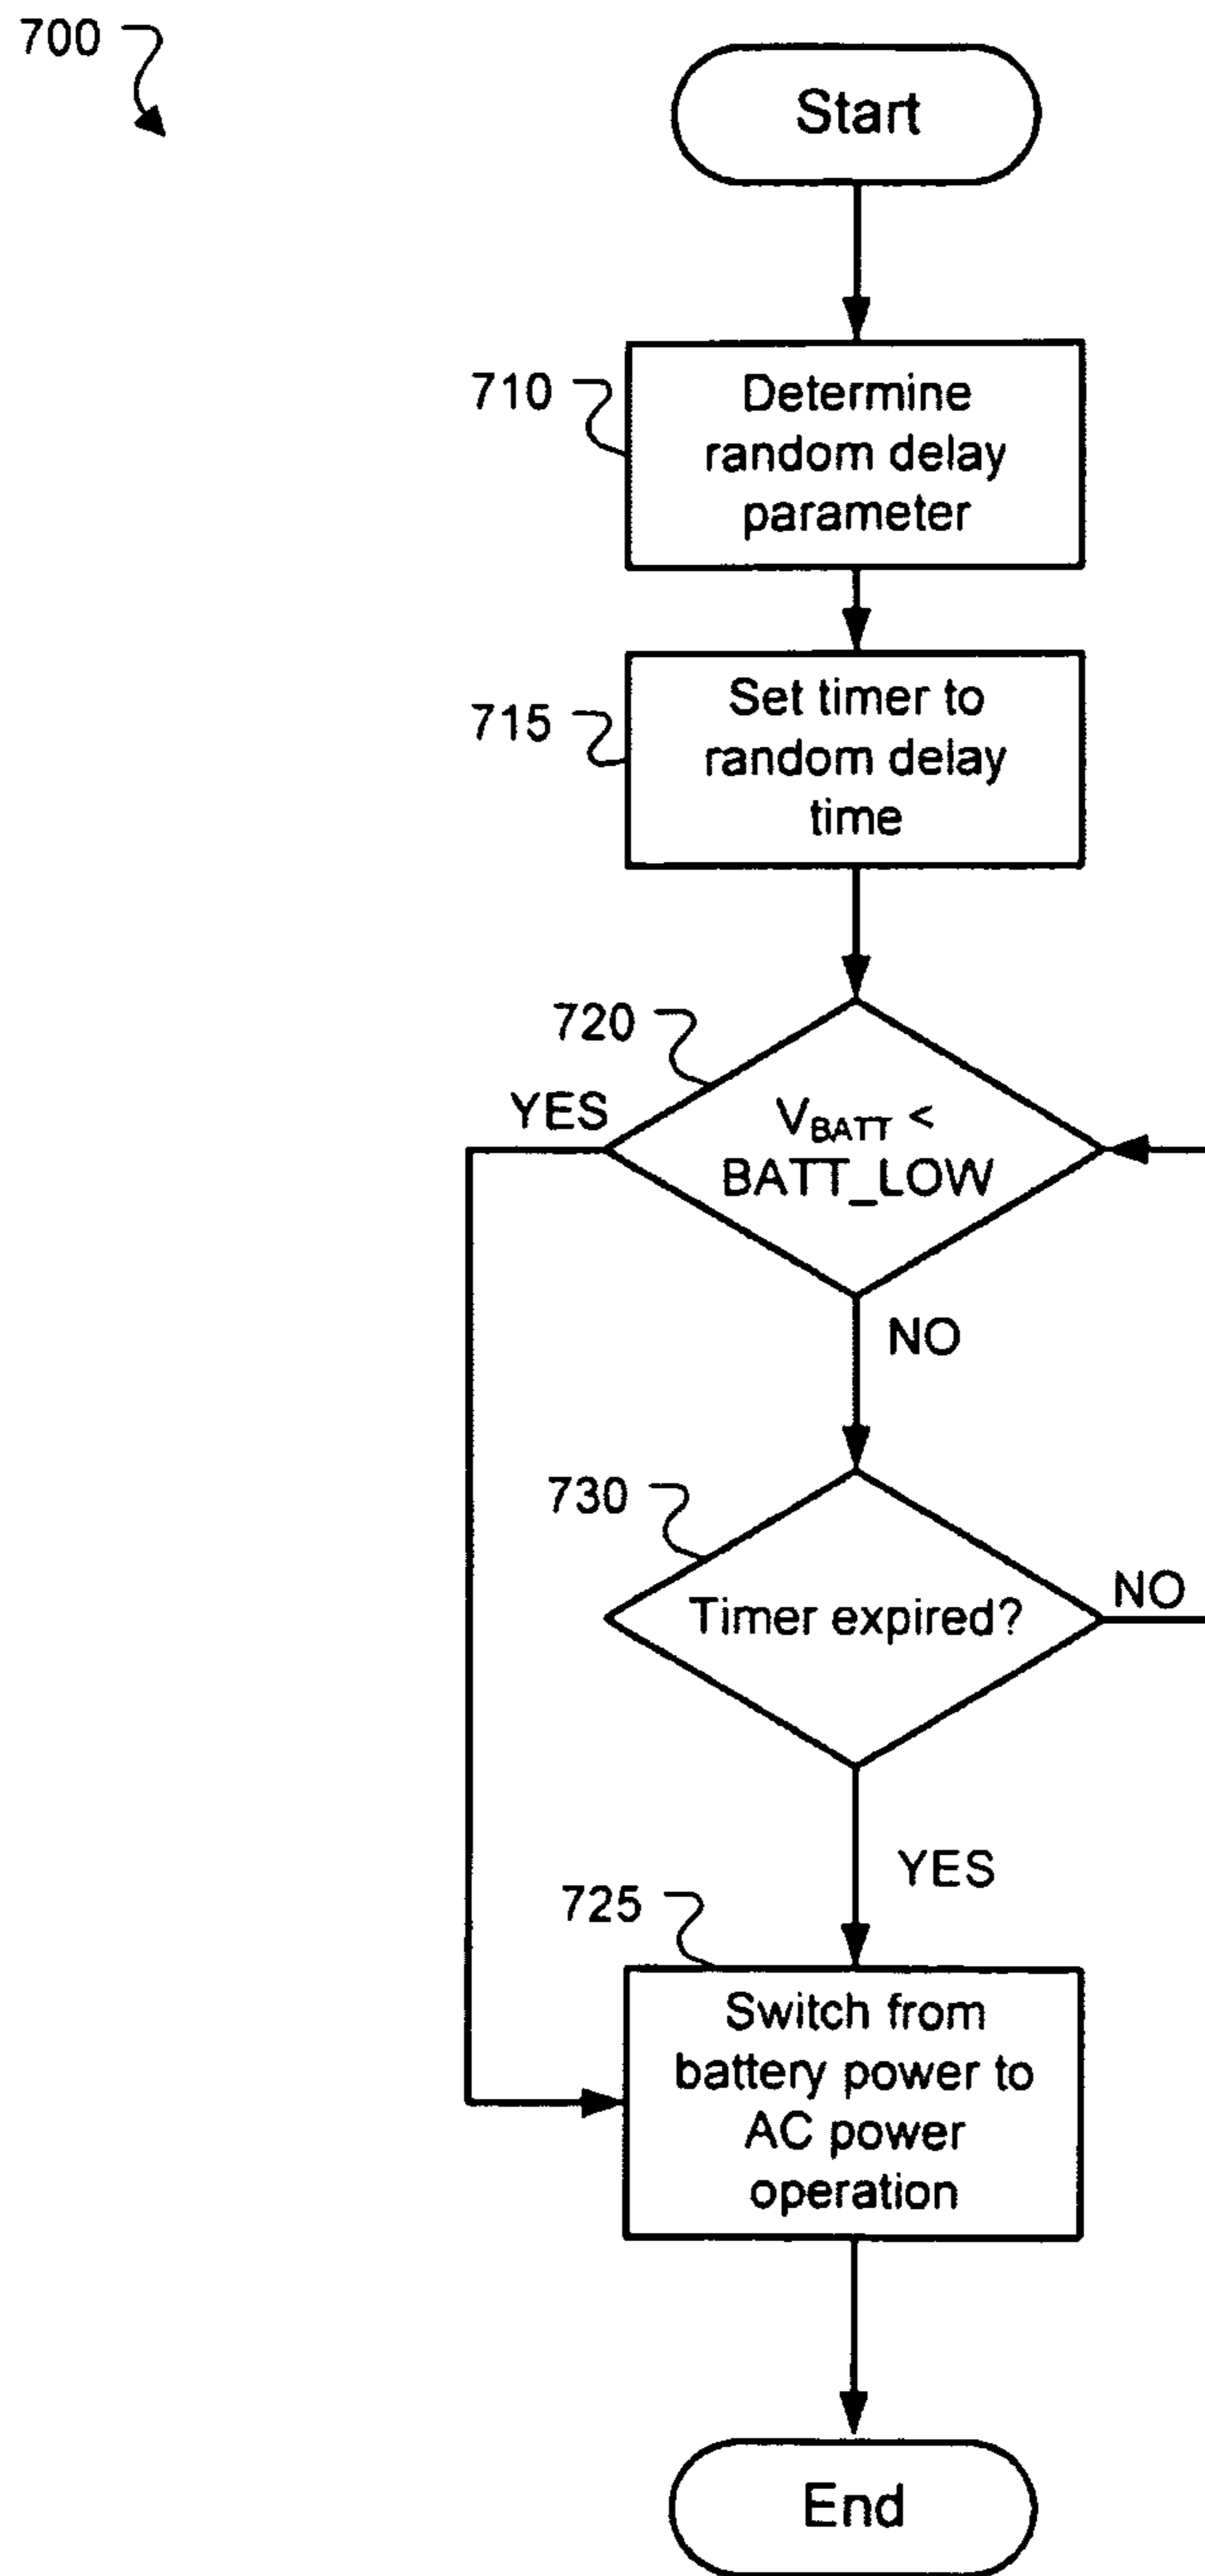 700
Start
710
Determine
random delay
parameter
715
Set timer to
random delay
time
720
YES
V_BATT <
BATT_LOW
NO
730
Timer expired?
NO
YES
725
Switch from
battery power to
AC power
operation
End